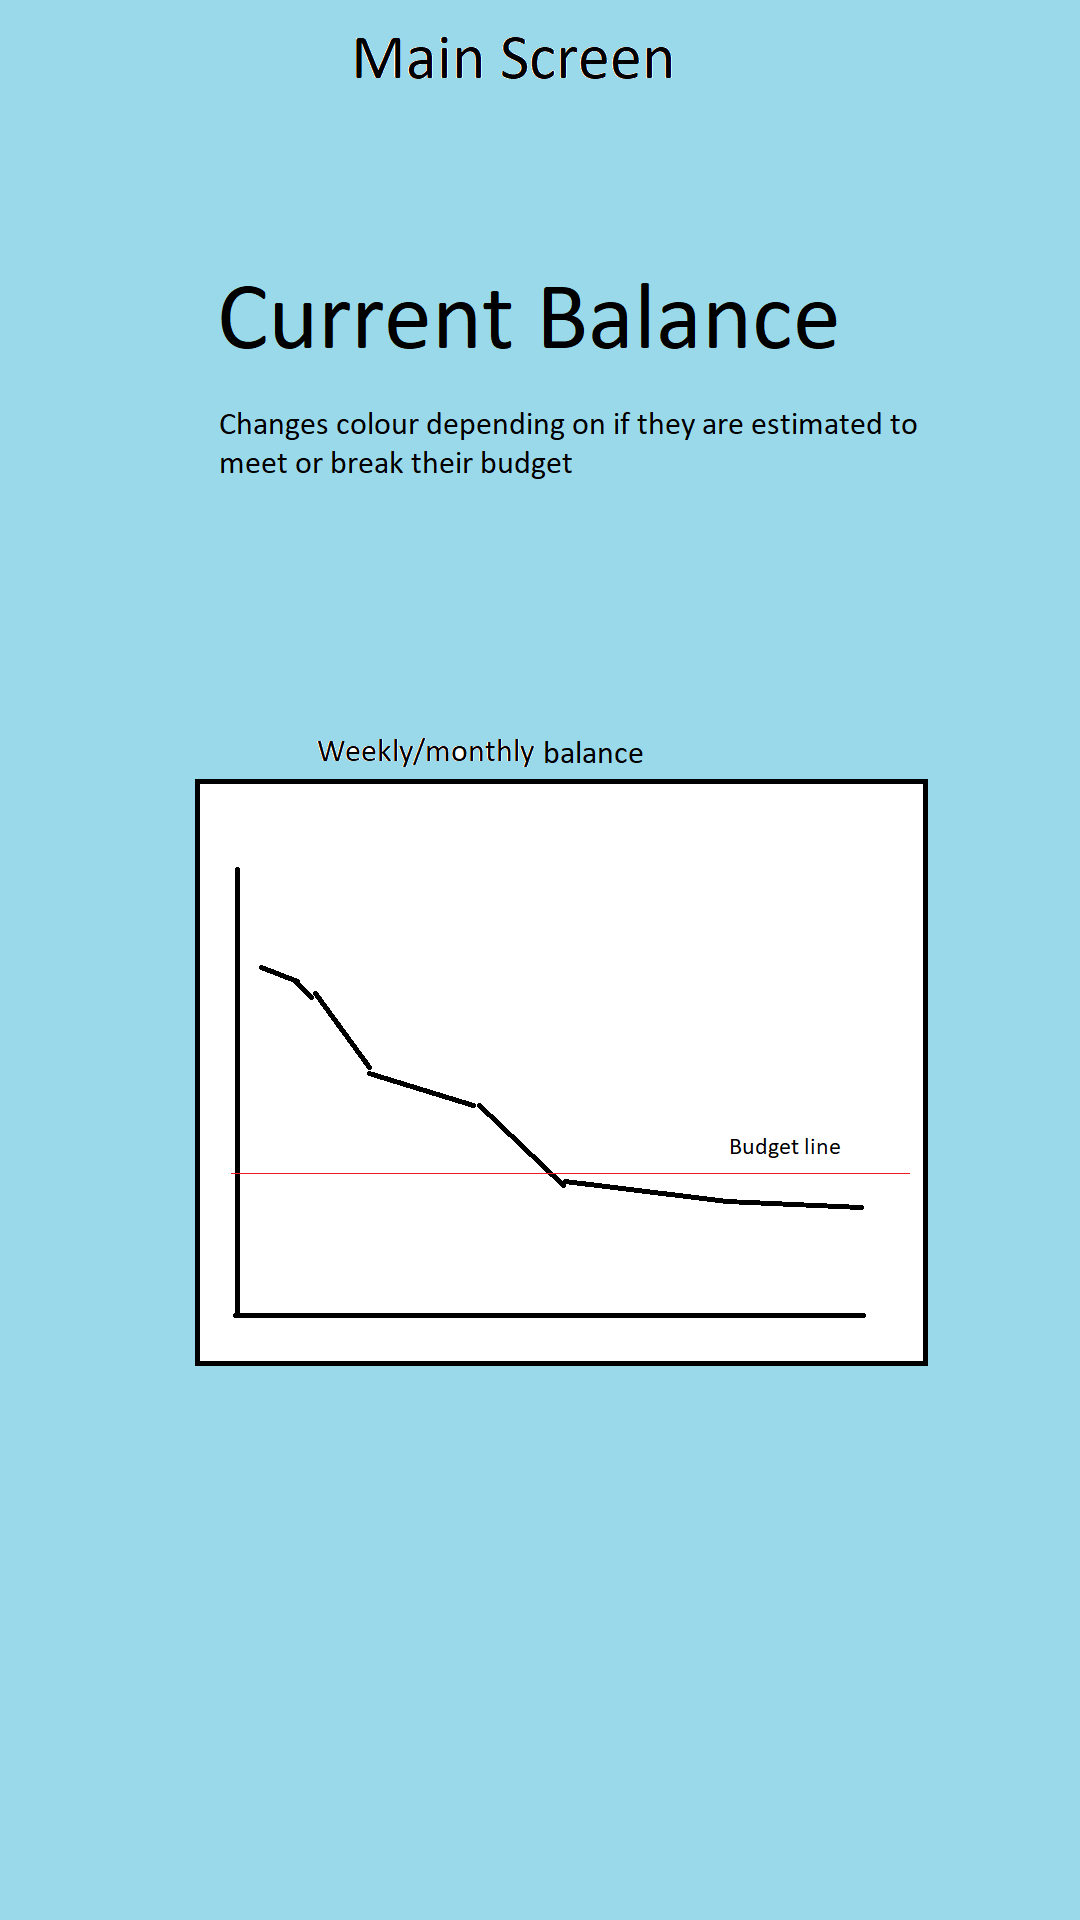 Main Screen
Current Balance
Changes colour depending on if they are estimated to
meet or break their budget
Weekly/monthly balance
Budget line